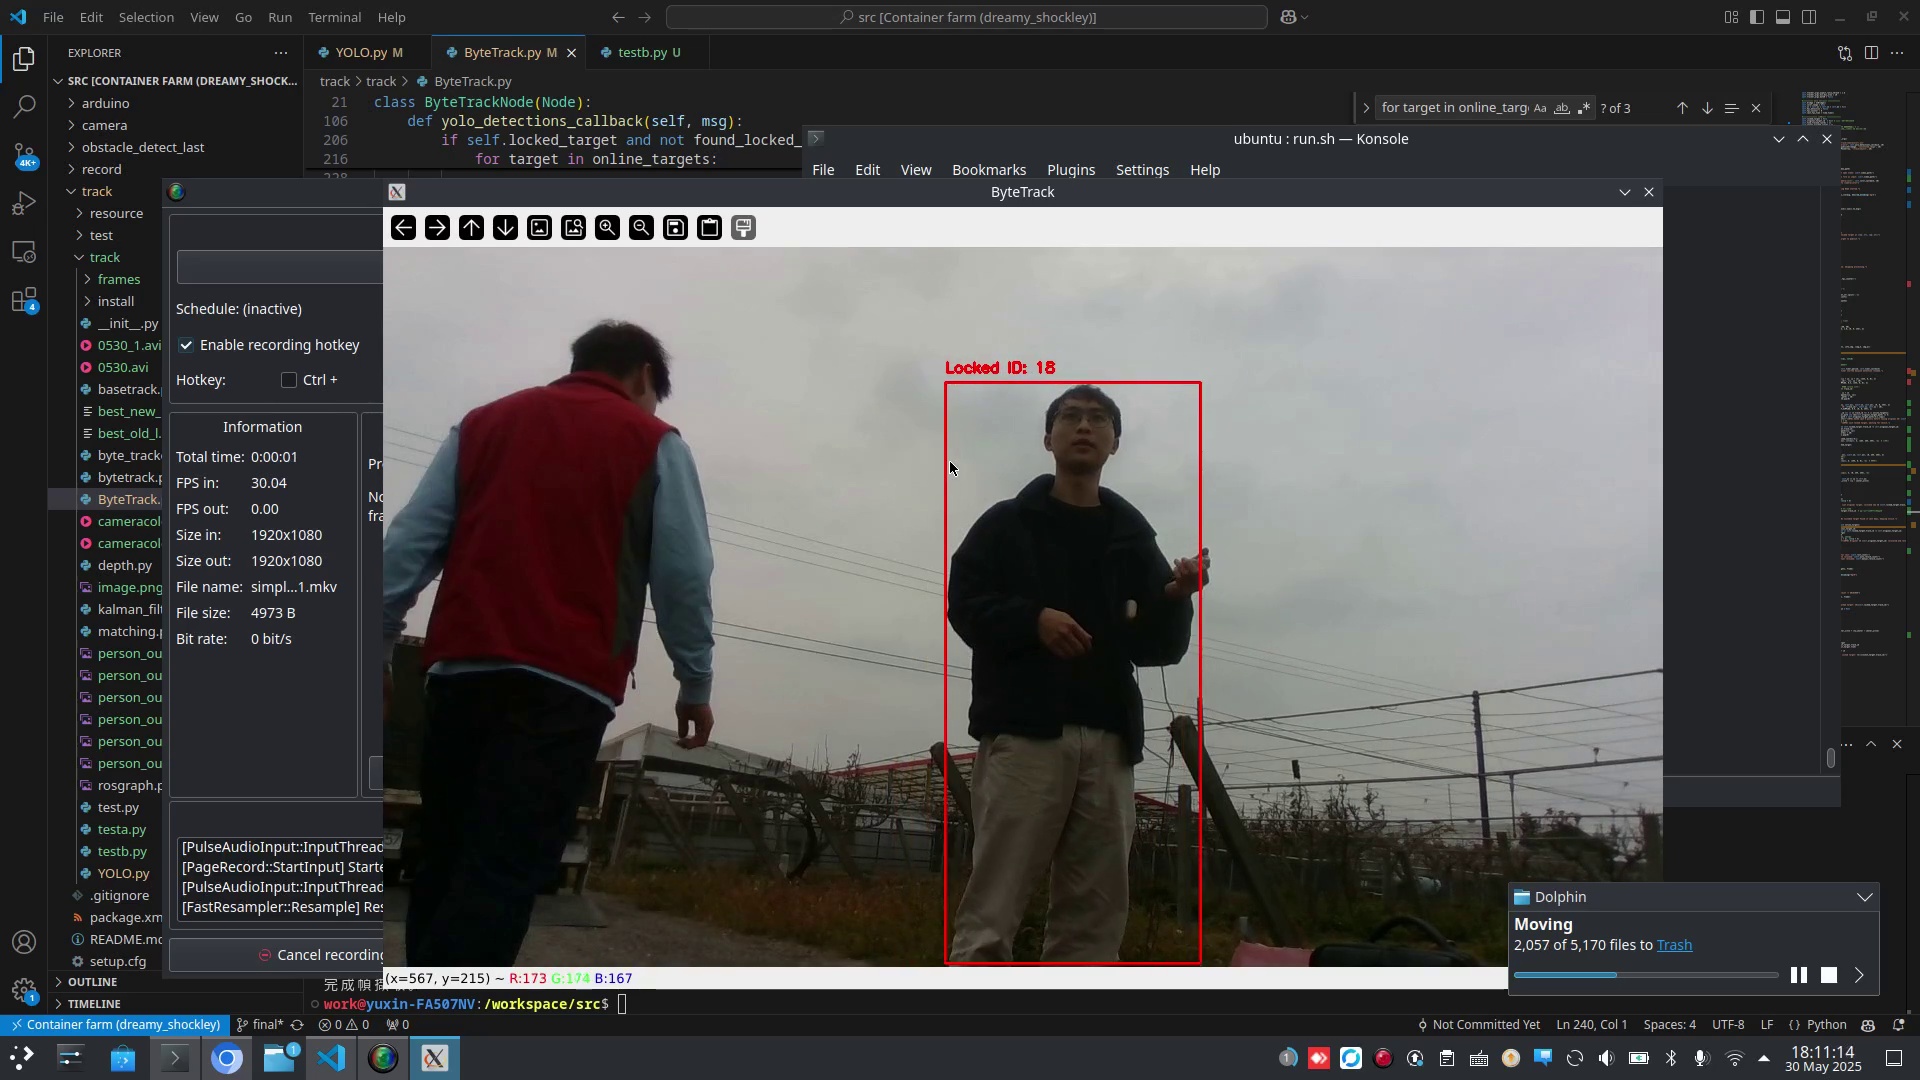 File Edit Selection View Go Run Terminal Help
src [Container farm (dreamy_shockley)]
EXPLORER
SRC [CONTAINER FARM (DREAMY_SHOCK...
arduino
camera
obstacle_detect_last
record
track
resource
test
track
frames
install
__init__.py
0530_1.avi
0530.avi
basetrack.
best_new_
best_old_l.
byte_track
bytetrack.p
ByteTrack.
cameracol
cameracol
depth.py
image.png
kalman_filt
matching.p
person_ou
person_ou
person_ou
person_ou
person_ou
person_ou
rosgraph.p
test.py
testa.py
testb.py
YOLO.py
.gitignore
package.xm
README.md
setup.cfg
OUTLINE
TIMELINE
4K+
4
1
YOLO.py M
ByteTrack.py M
testb.py U
track > track > ByteTrack.py
21 class ByteTrackNode(Node):
106 def yolo_detections_callback(self, msg):
206 if self.locked_target and not found_locked_
216 for target in online_targets:
for target in online_targ Aa ab .* ? of 3
ubuntu : run.sh — Konsole
File Edit View Bookmarks Plugins Settings Help
ByteTrack
Schedule: (inactive)
Enable recording hotkey
Hotkey: Ctrl +
Information
Total time: 0:00:01
FPS in: 30.04
FPS out: 0.00
Size in: 1920x1080
Size out: 1920x1080
File name: simpl...1.mkv
File size: 4973 B
Bit rate: 0 bit/s
Pr
No
fra
[PulseAudioInput::InputThread
[PageRecord::StartInput] Starte
[PulseAudioInput::InputThread
[FastResampler::Resample] Res
Cancel recording
Locked ID: 18
(x=567, y=215) ~ R:173 G:174 B:167
work@yuxin-FA507NV:/workspace/src$
Dolphin
Moving
2,057 of 5,170 files to Trash
Container farm (dreamy_shockley) final* 0 0 0
Not Committed Yet Ln 240, Col 1 Spaces: 4 UTF-8 LF {} Python
1
1
18:11:14
30 May 2025